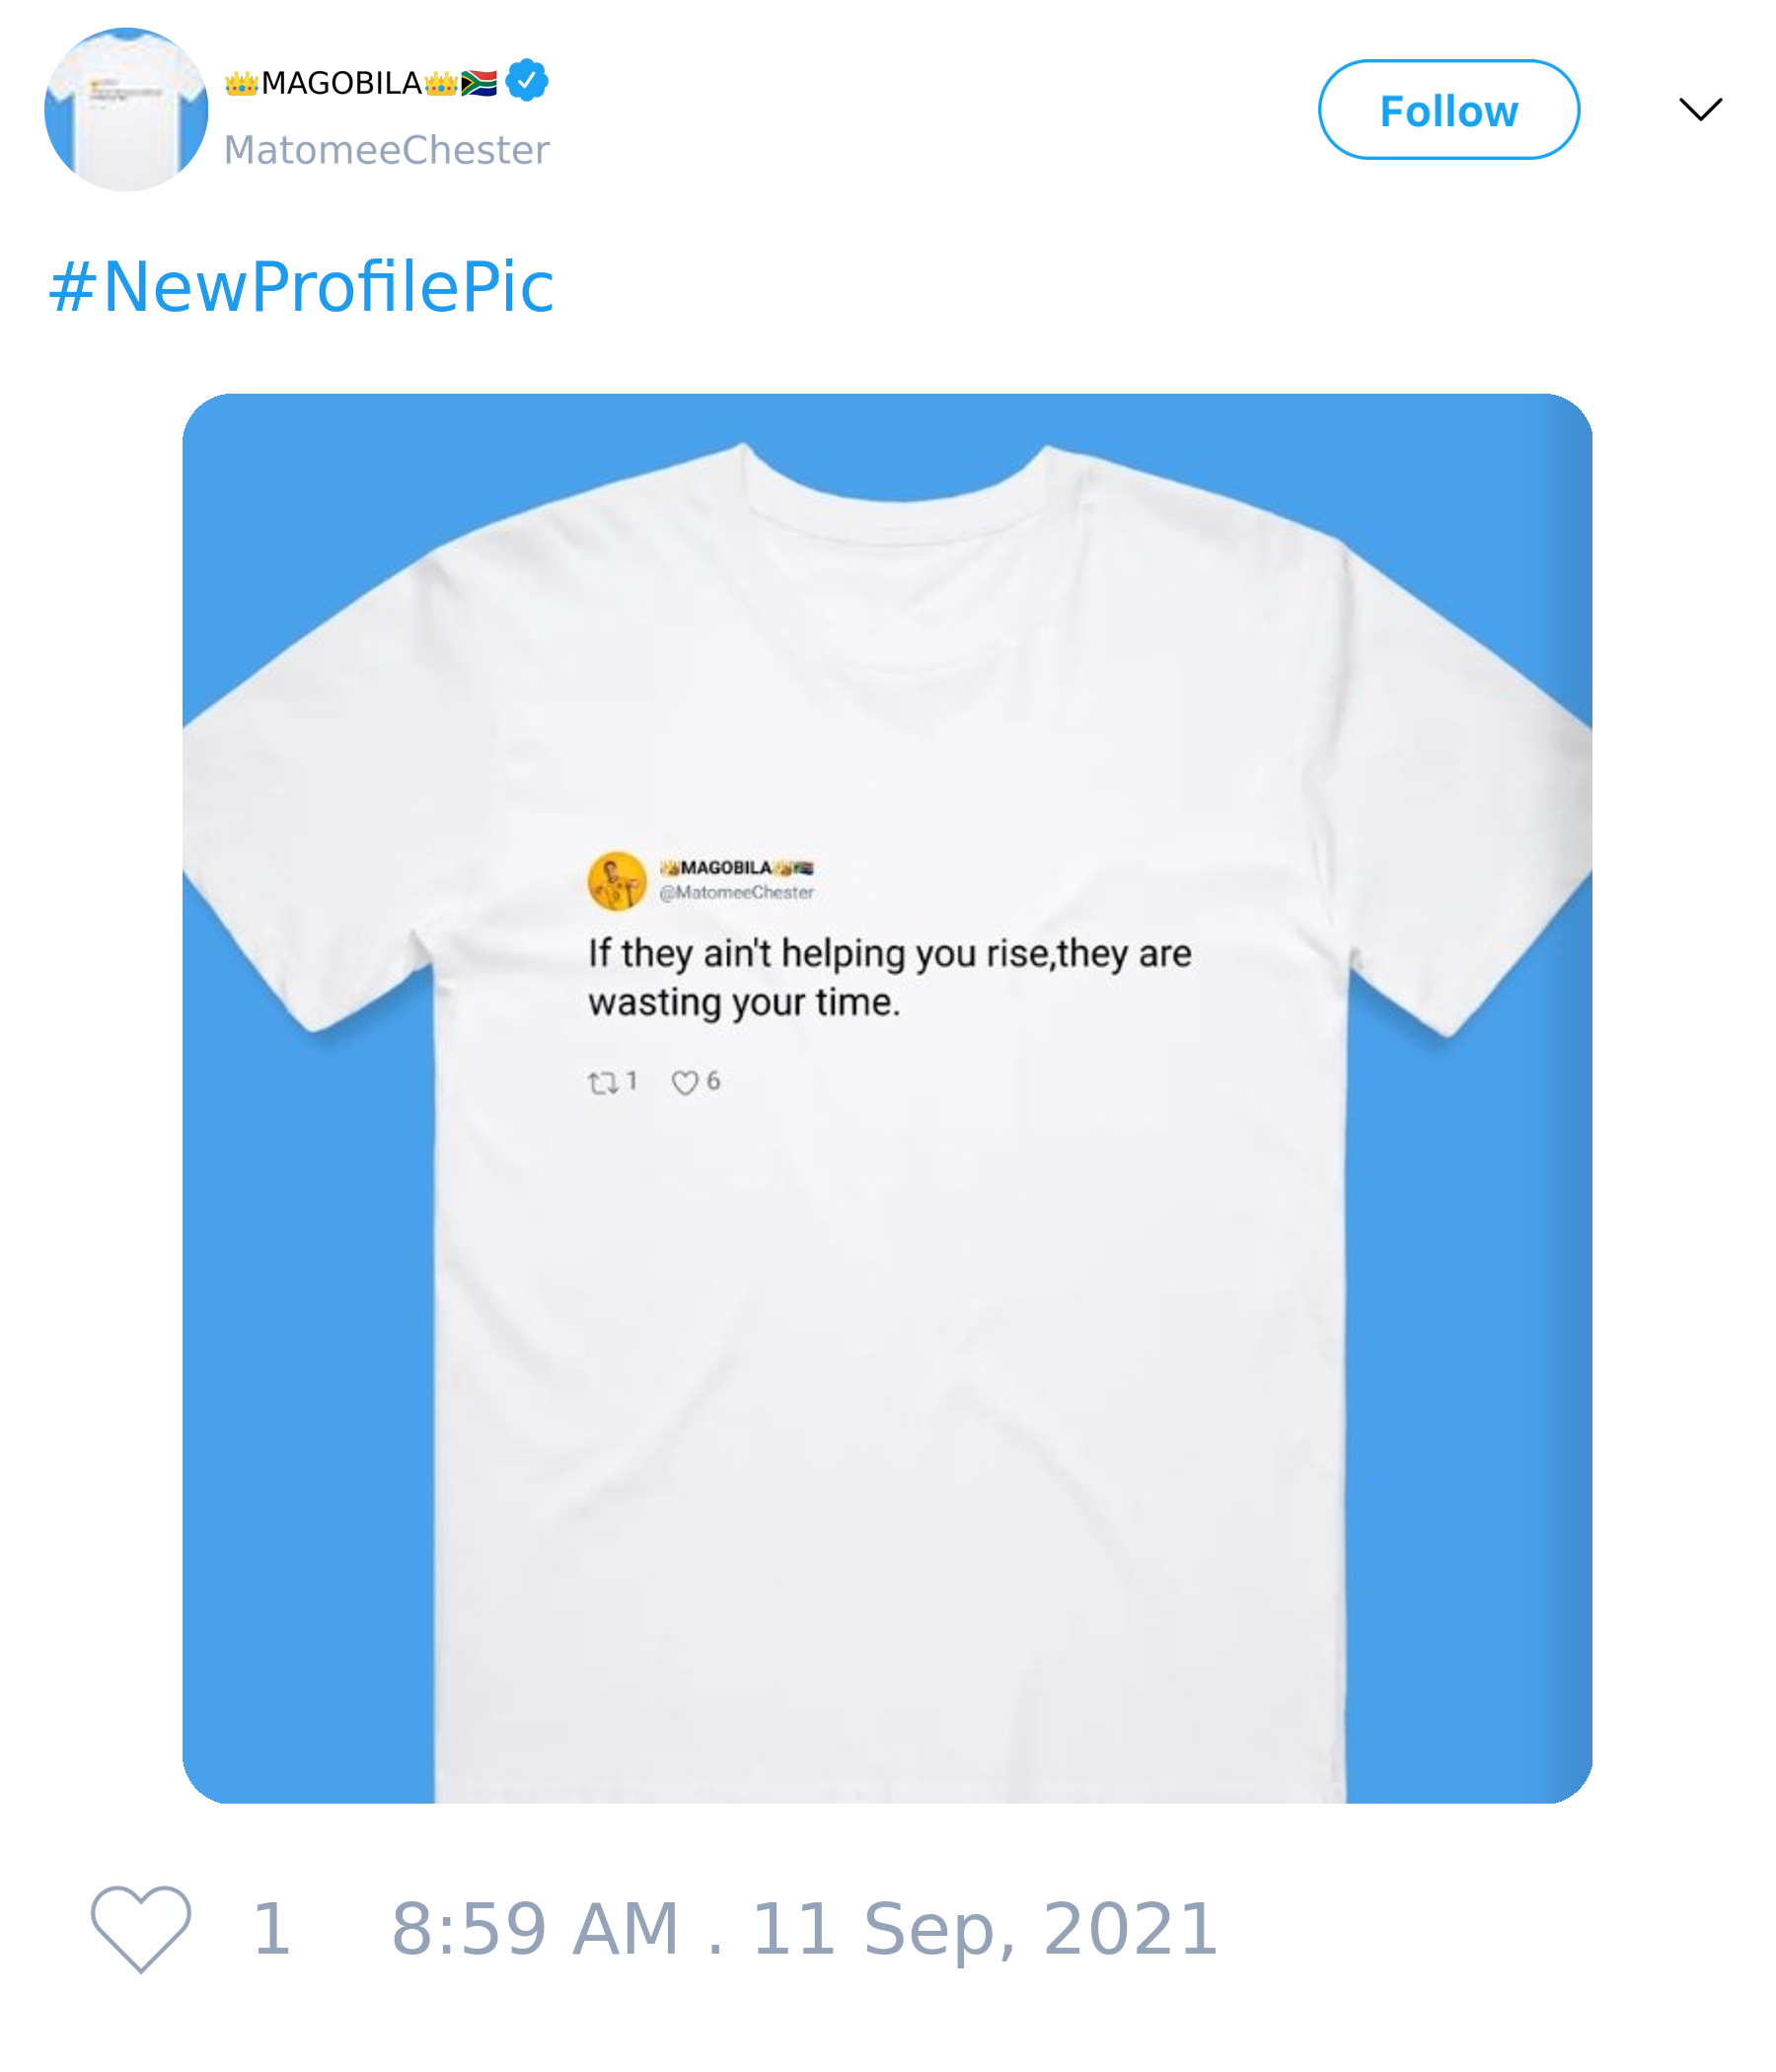 👑MAGOBILA👑🇿🇦
MatomeeChester
Follow
#NewProfilePic
👑MAGOBILA👑🇿🇦
@MatomeeChester
If they ain't helping you rise,they are
wasting your time.
1 6
1 8:59 AM . 11 Sep, 2021